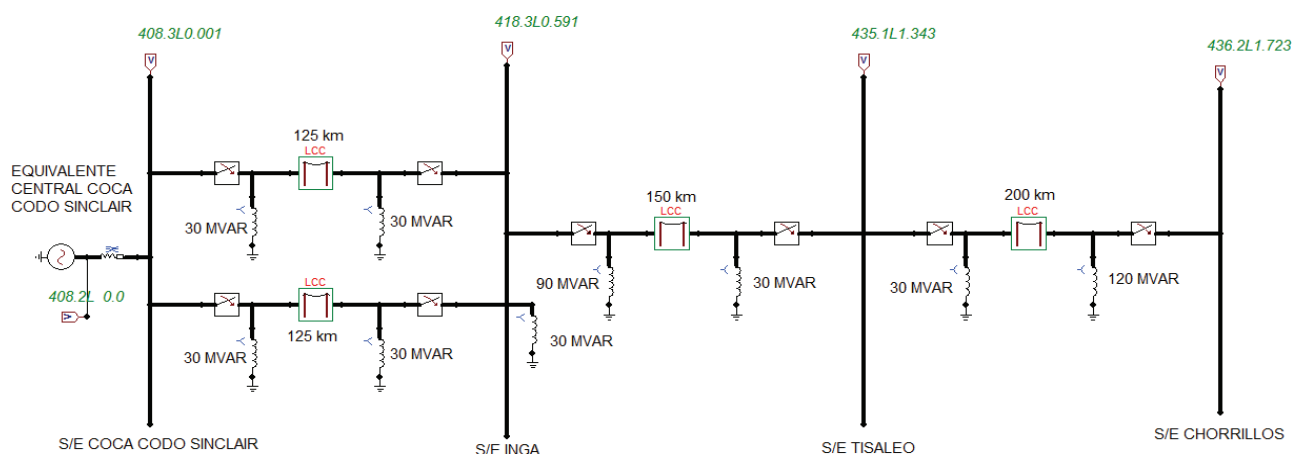 408.3L0.001
418.3L0.591
435.1L1.343
436.2L1.723
EQUIVALENTE
CENTRAL COCA
CODO SINCLAIR
408.2L 0.0
V
V
V
V
V
125 km
LCC
30 MVAR
30 MVAR
LCC
125 km
30 MVAR
30 MVAR
30 MVAR
150 km
LCC
90 MVAR
30 MVAR
200 km
LCC
30 MVAR
120 MVAR
S/E COCA CODO SINCLAIR
S/E INGA
S/E TISALEO
S/E CHORRILLOS